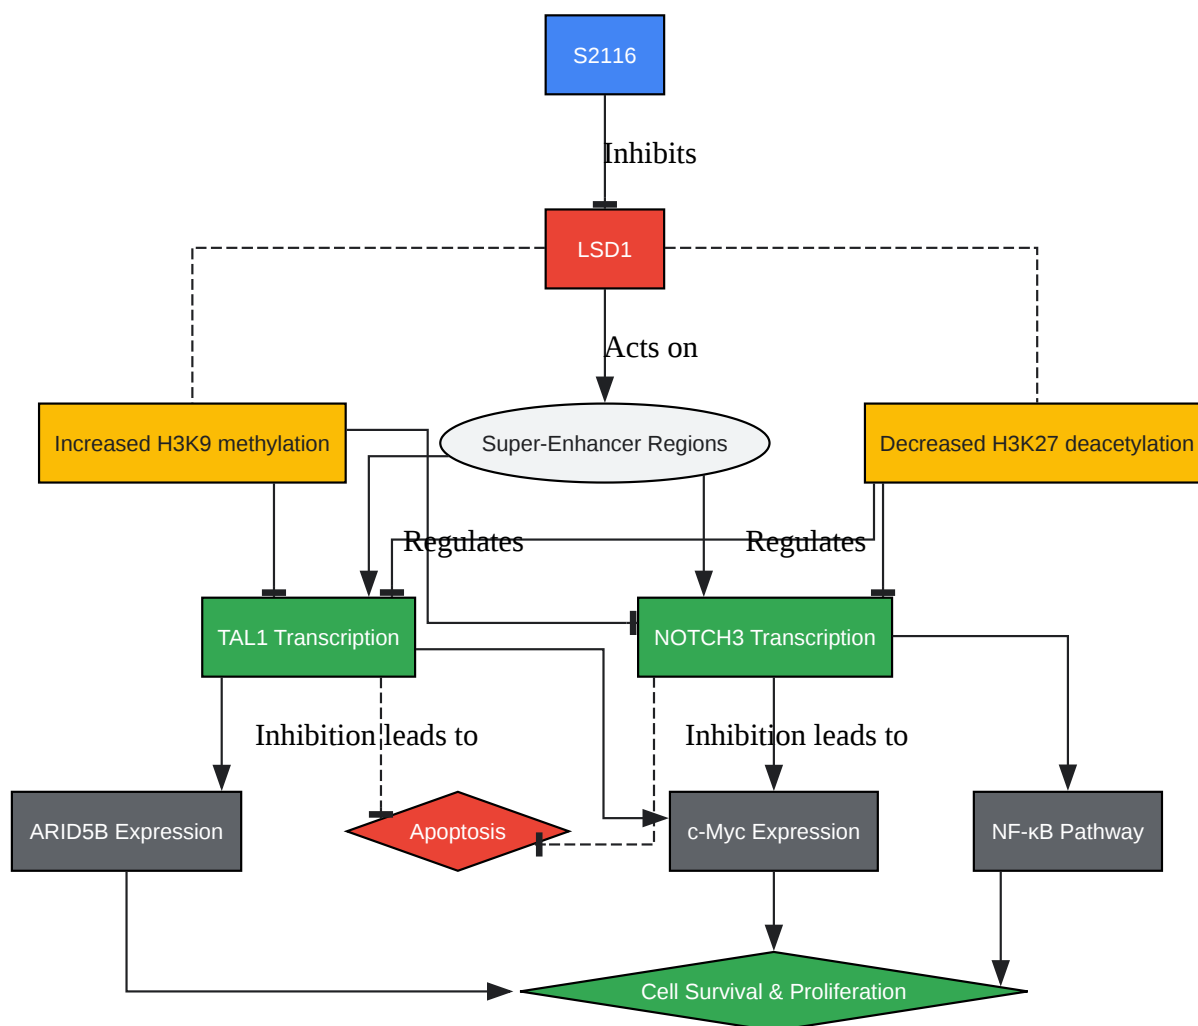 S2116
Inhibits
LSD1
Acts on
Increased H3K9 methylation
Super-Enhancer Regions
Decreased H3K27 deacetylation
Regulates
Regulates
TAL1 Transcription
NOTCH3 Transcription
Inhibition leads to
Inhibition leads to
ARID5B Expression
Apoptosis
c-Myc Expression
NF-κB Pathway
Cell Survival & Proliferation